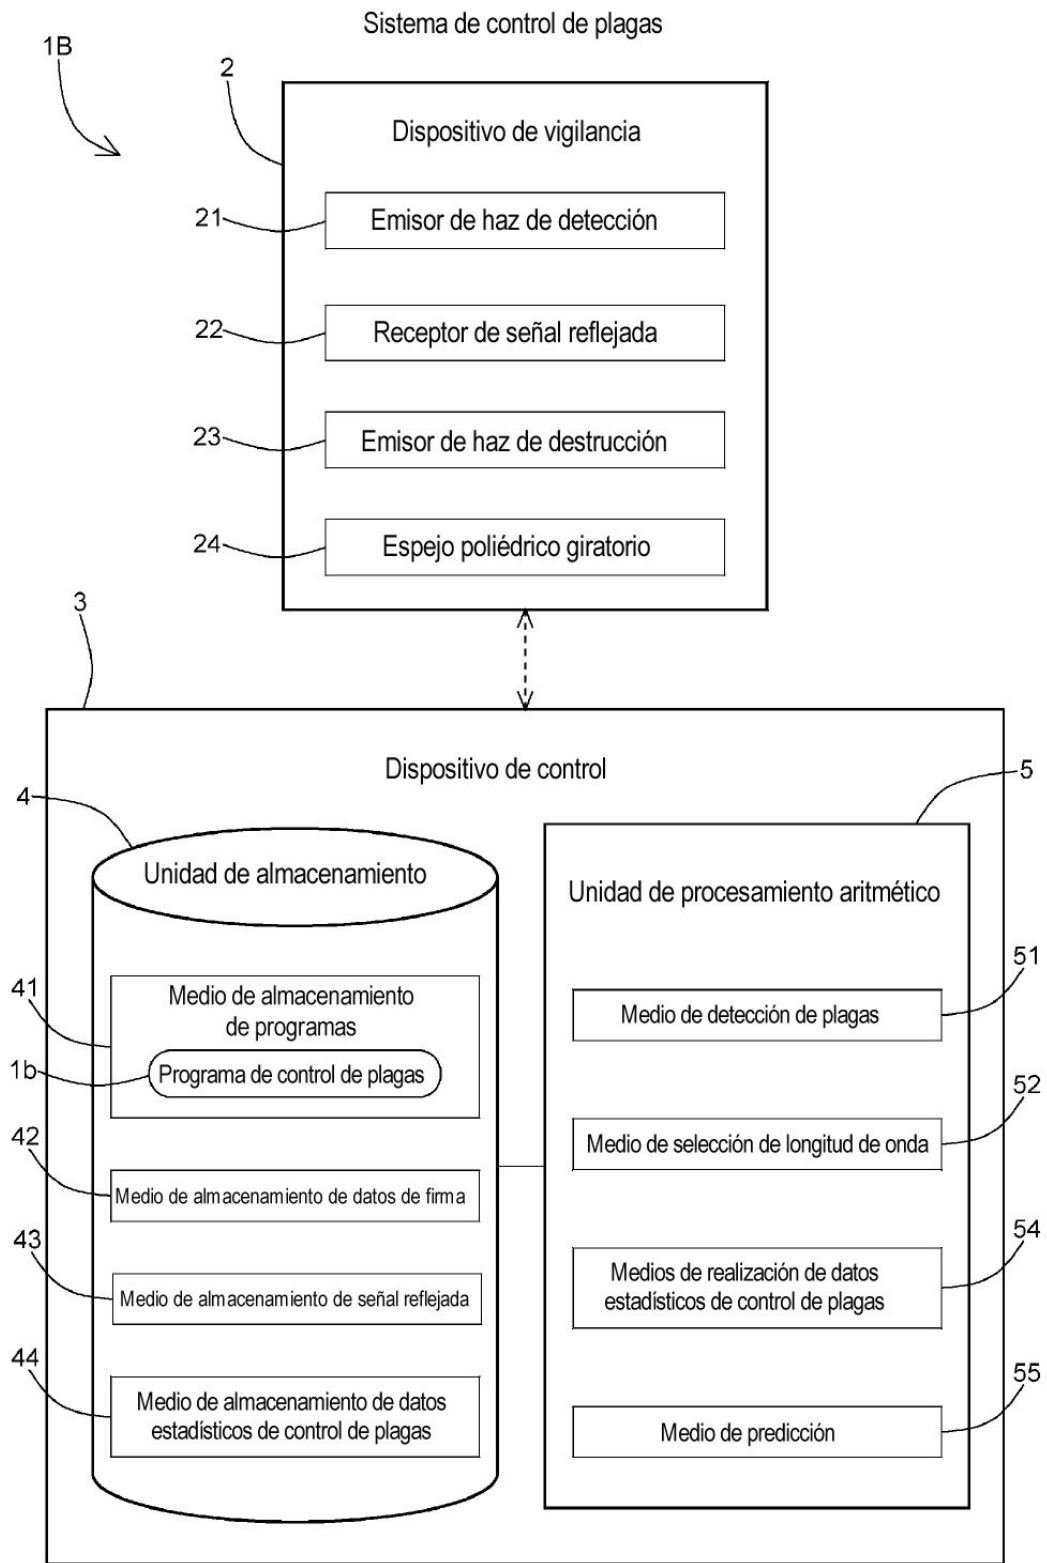 Sistema de control de plagas
1B
2
Dispositivo de vigilancia
21
Emisor de haz de detección
22
Receptor de señal reflejada
23
Emisor de haz de destrucción
24
Espejo poliédrico giratorio
3
Dispositivo de control
4
Unidad de almacenamiento
41
Medio de almacenamiento
de programas
1b
Programa de control de plagas
42
Medio de almacenamiento de datos de firma
43
Medio de almacenamiento de señal reflejada
44
Medio de almacenamiento de datos
estadísticos de control de plagas
5
Unidad de procesamiento aritmético
51
Medio de detección de plagas
52
Medio de selección de longitud de onda
54
Medios de realización de datos
estadísticos de control de plagas
55
Medio de predicción